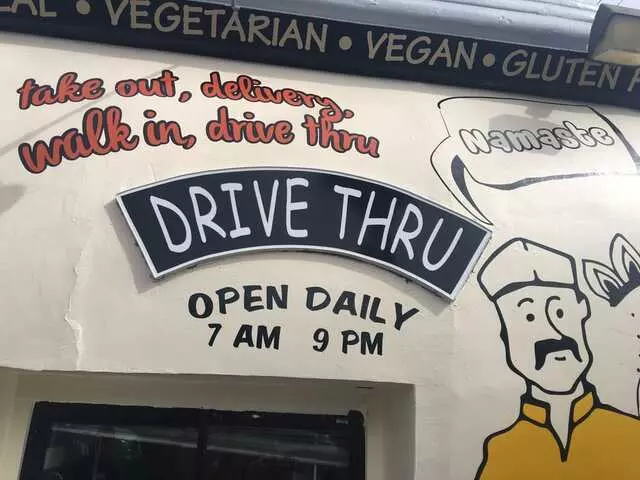 • VEGETARIAN • VEGAN • GLUTEN
take out, delivery,
walk in, drive thru
Namaste
DRIVE THRU
OPEN DAILY
7 AM 9 PM